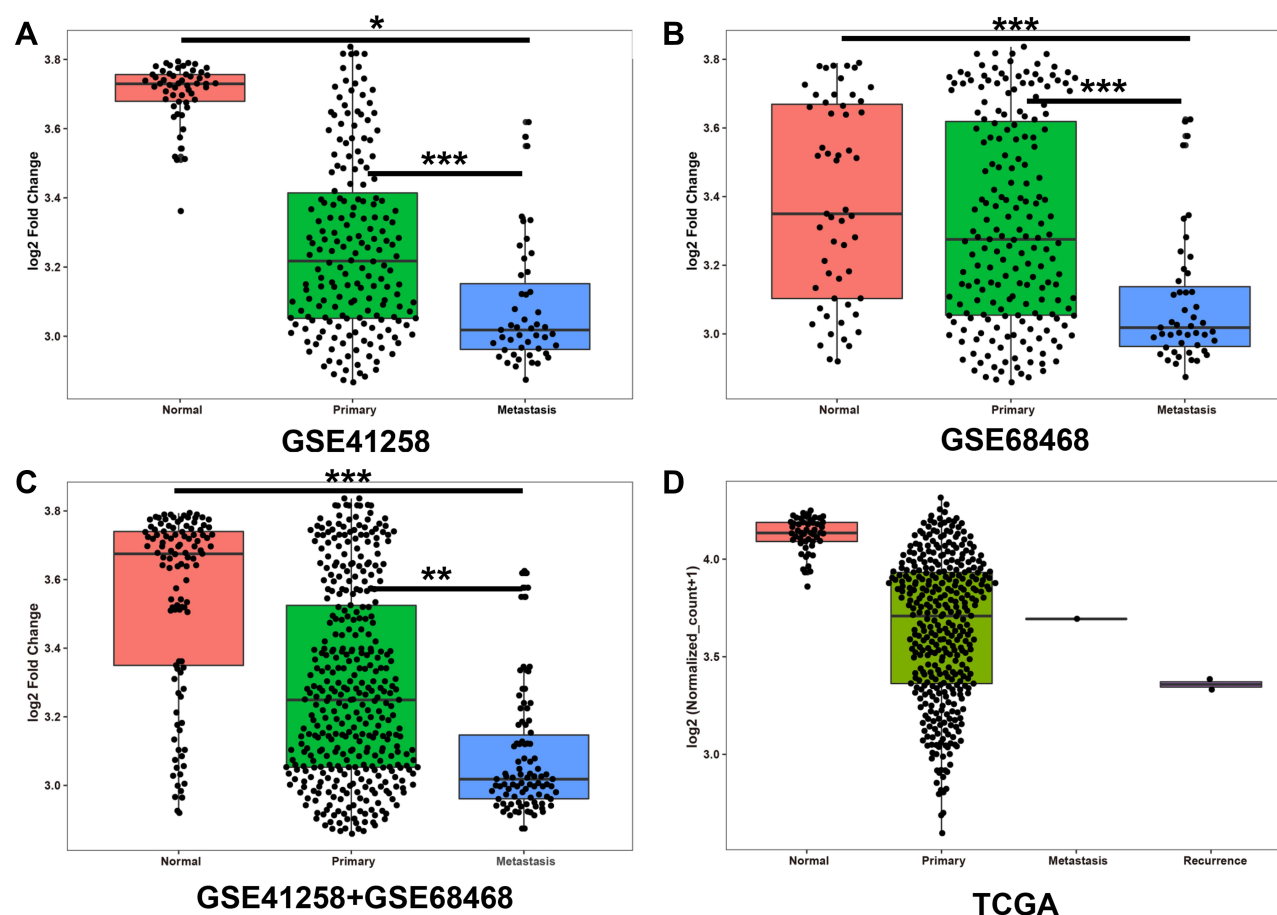 A
*
***
log2 Fold Change
3.8
3.6
3.4
3.2
3.0
Normal Primary Metastasis
GSE41258
B
***
***
log2 Fold Change
3.8
3.6
3.4
3.2
3.0
Normal Primary Metastasis
GSE68468
C
***
**
log2 Fold Change
3.8
3.6
3.4
3.2
3.0
Normal Primary Metastasis
GSE41258+GSE68468
D
log2 (Normalized_count+1)
4.0
3.5
3.0
Normal Primary Metastasis Recurrence
TCGA